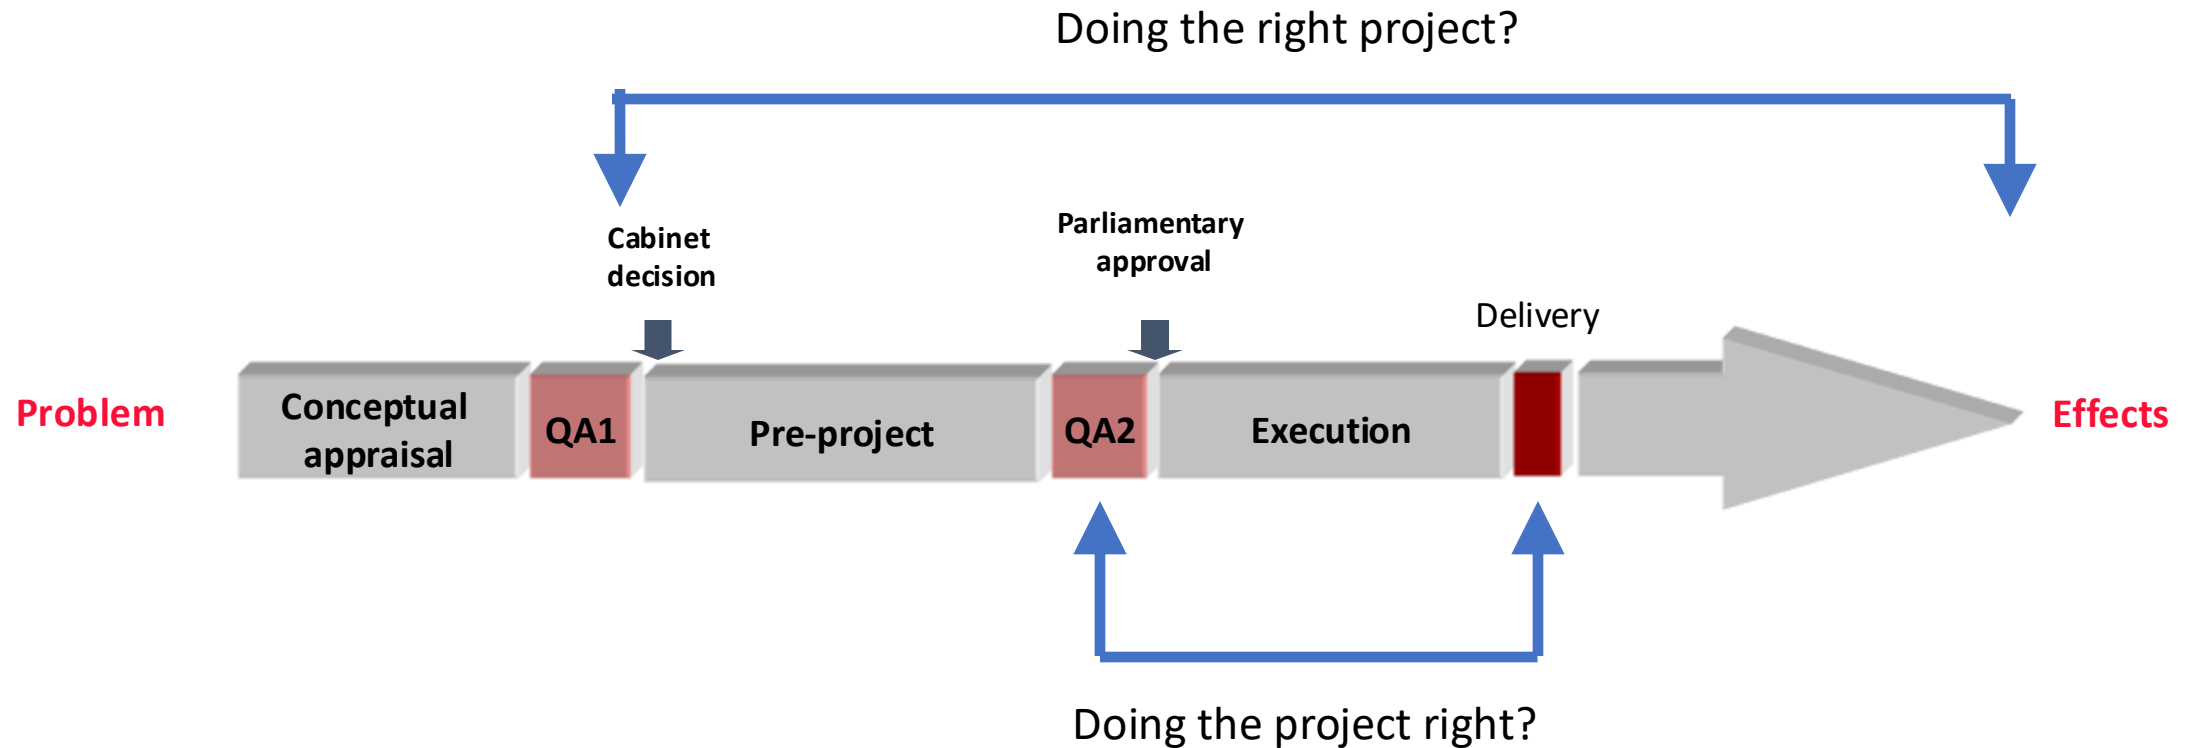 Doing the right project?
Cabinet
decision
Parliamentary
approval
Delivery
Problem
Conceptual
appraisal
QA1
Pre-project
QA2
Execution
Effects
Doing the project right?